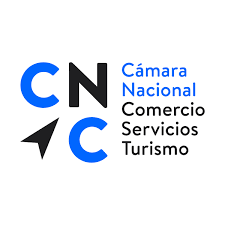 CN
C
Cámara
Nacional
Comercio
Servicios
Turismo